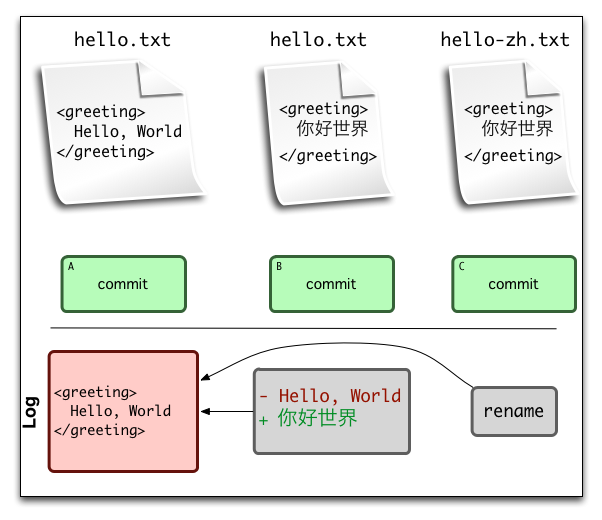 hello.txt
hello.txt
hello-zh.txt
<greeting>
Hello, World
</greeting>
<greeting>
你好世界
</greeting>
<greeting>
你好世界
</greeting>
A
commit
B
commit
C
commit
Log
<greeting>
Hello, World
</greeting>
- Hello, World
+ 你好世界
rename